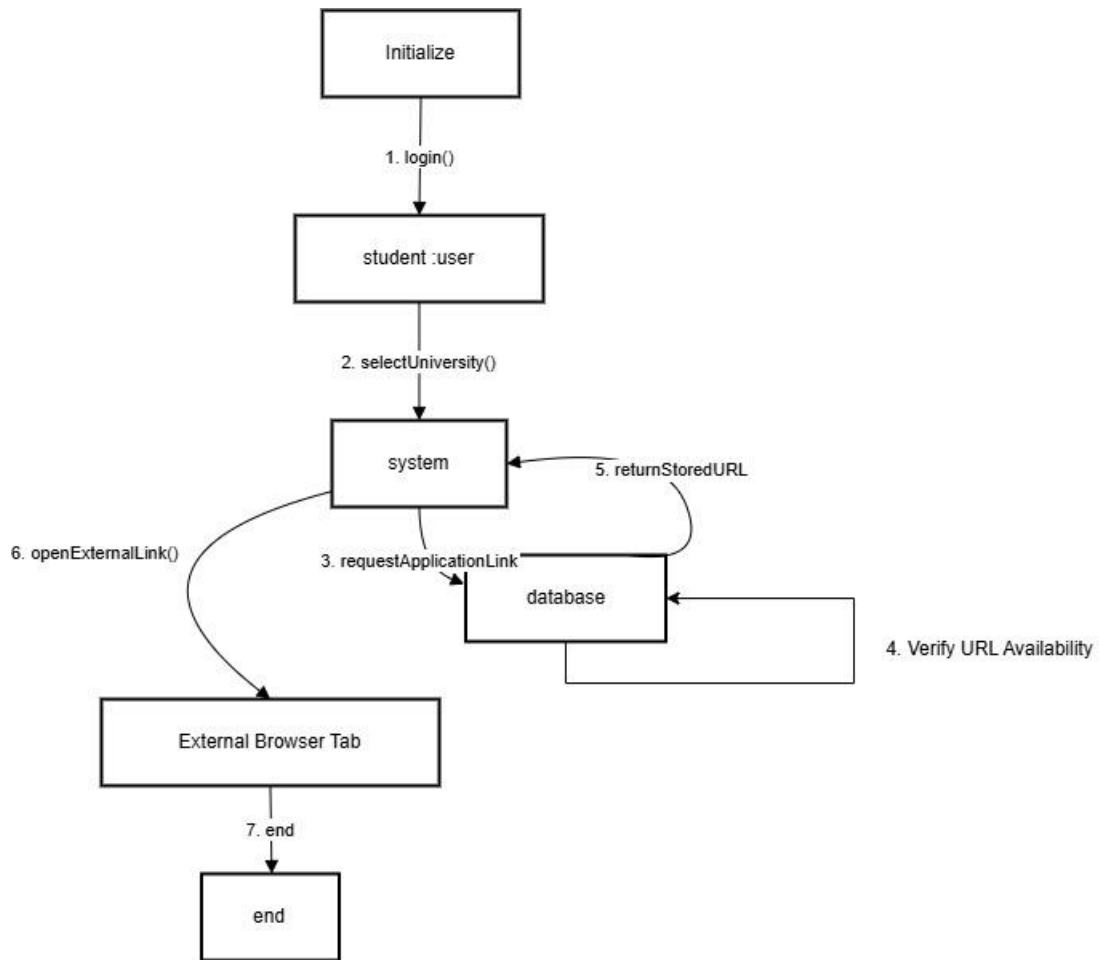 Initialize
1. login()
student :user
2. selectUniversity()
system
5. returnStoredURL
6. openExternalLink()
3. requestApplicationLink
database
4. Verify URL Availability
External Browser Tab
7. end
end